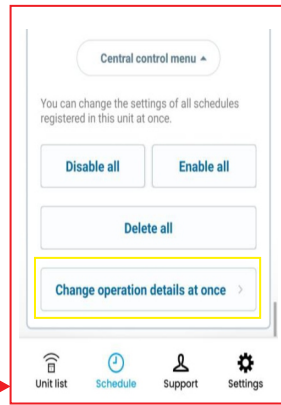 Central control menu
You can change the settings of all schedules
registered in this unit at once.
Disable all
Enable all
Delete all
Change operation details at once
Unit list
Schedule
Support
Settings